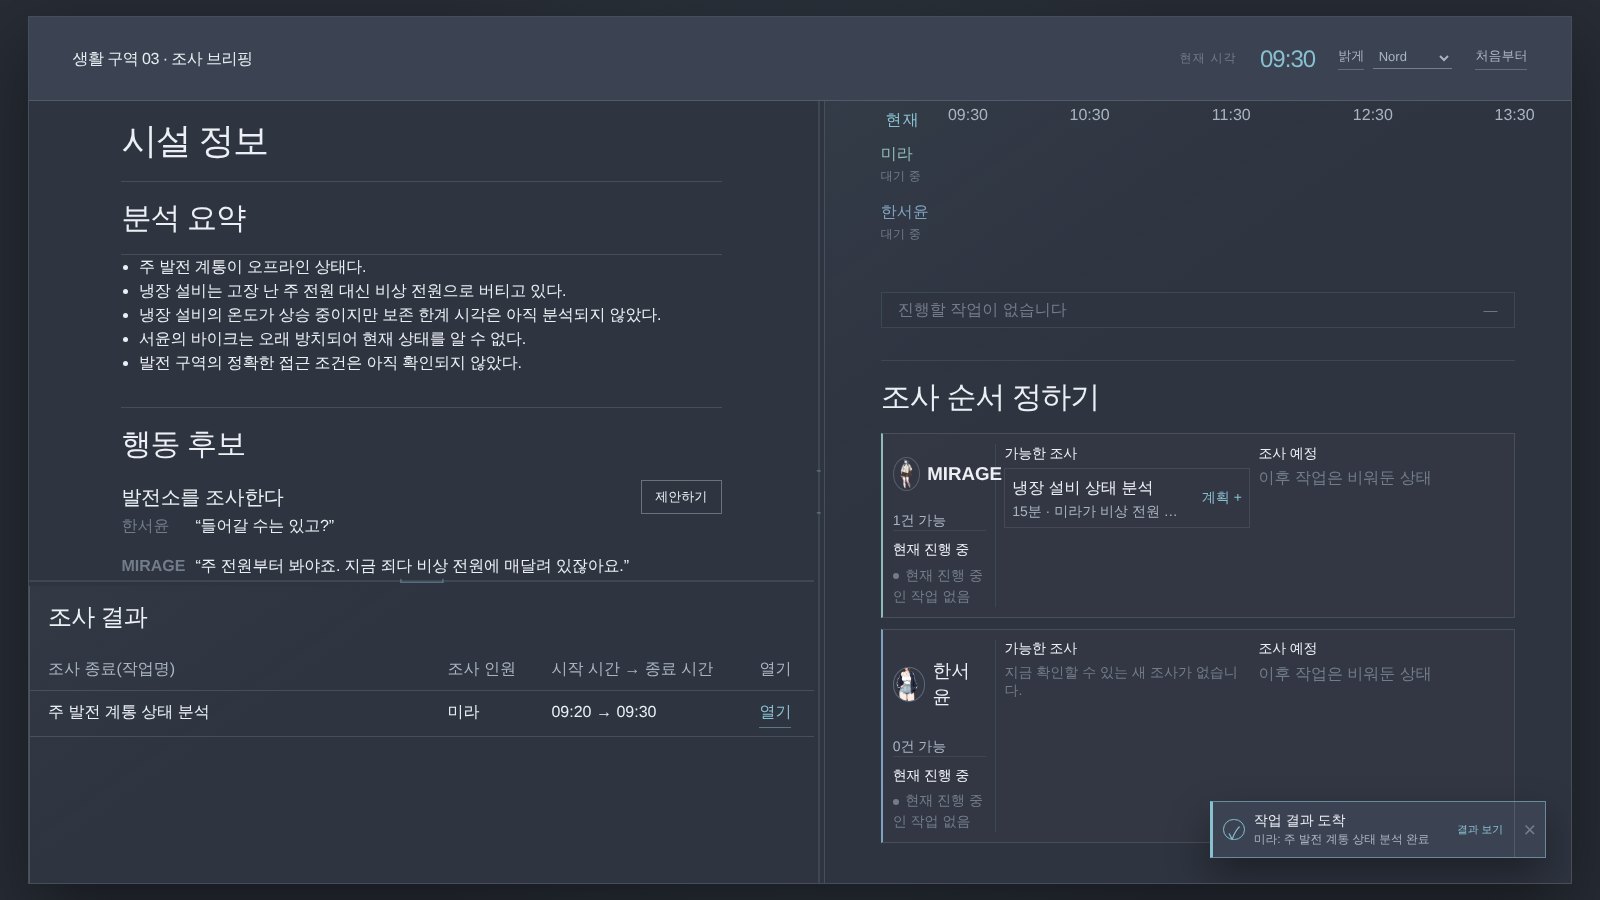 생활 구역 03 · 조사 브리핑
현재 시각 09:30 밝게 Nord 처음부터
시설 정보
분석 요약
• 주 발전 계통이 오프라인 상태다.
• 냉장 설비는 고장 난 주 전원 대신 비상 전원으로 버티고 있다.
• 냉장 설비의 온도가 상승 중이지만 보존 한계 시각은 아직 분석되지 않았다.
• 서윤의 바이크는 오래 방치되어 현재 상태를 알 수 없다.
• 발전 구역의 정확한 접근 조건은 아직 확인되지 않았다.
행동 후보
발전소를 조사한다 제안하기
한서윤 “들어갈 수는 있고?”
MIRAGE “주 전원부터 봐야죠. 지금 죄다 비상 전원에 매달려 있잖아요.”
조사 결과
조사 종료(작업명) 조사 인원 시작 시간 → 종료 시간 열기
주 발전 계통 상태 분석 미라 09:20 → 09:30 열기
현재 09:30 10:30 11:30 12:30 13:30
미라
대기 중
한서윤
대기 중
진행할 작업이 없습니다 —
조사 순서 정하기
MIRAGE
1건 가능
현재 진행 중
• 현재 진행 중
인 작업 없음
가능한 조사
냉장 설비 상태 분석
15분 · 미라가 비상 전원 …
계획 +
조사 예정
이후 작업은 비워둔 상태
한서
윤
0건 가능
현재 진행 중
• 현재 진행 중
인 작업 없음
가능한 조사
지금 확인할 수 있는 새 조사가 없습니
다.
조사 예정
이후 작업은 비워둔 상태
작업 결과 도착
미라: 주 발전 계통 상태 분석 완료
결과 보기 ✕